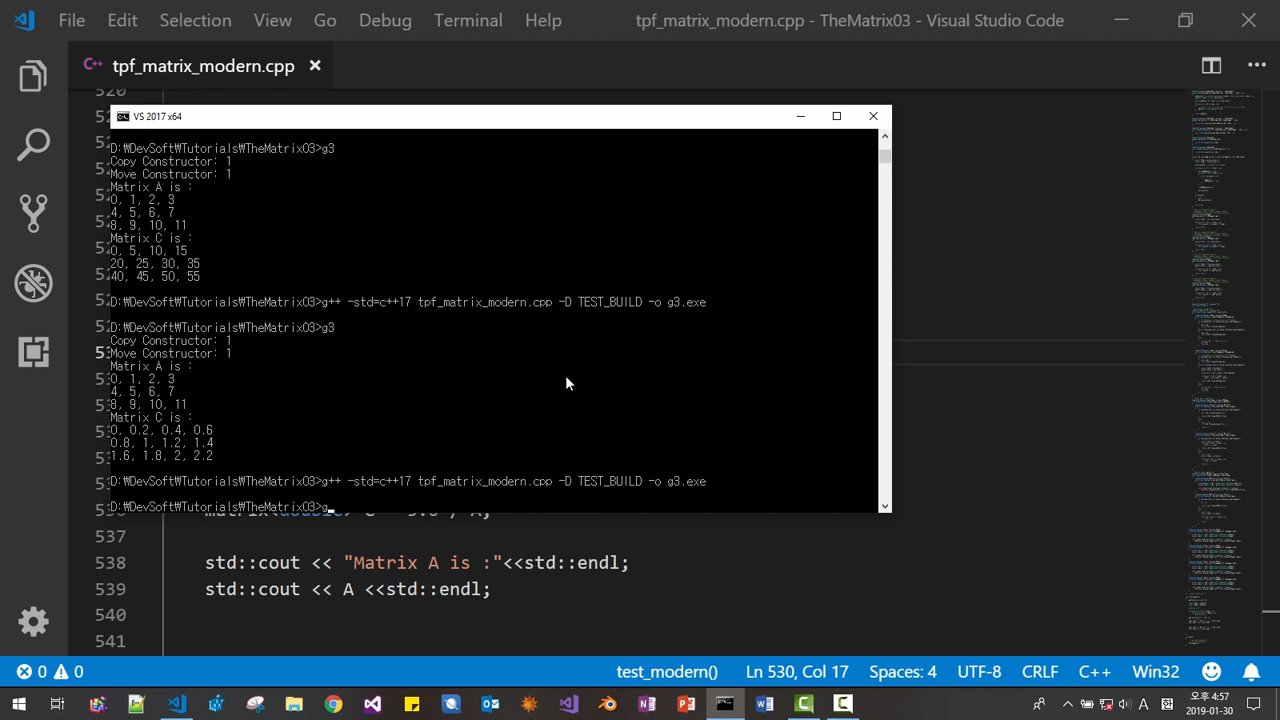 File Edit Selection View Go Debug Terminal Help tpf_matrix_modern.cpp - TheMatrix03 - Visual Studio Code
C++ tpf_matrix_modern.cpp
520
VS 2017 x64
D:₩DevSoft₩Tutorials₩TheMatrix03>g3
Copy Constructor: 1
Move Constructor: 1
Matrix A is :
0, 1, 2, 3
4, 5, 6, 7
8, 9, 10, 11
Matrix C is :
0, 5, 10, 15
20, 25, 30, 35
40, 45, 50, 55
D:₩DevSoft₩Tutorials₩TheMatrix03>g++ -std=c++17 tpf_matrix_modern.cpp -D TEST_BUILD -o g3.exe
D:₩DevSoft₩Tutorials₩TheMatrix03>g3
Copy Constructor: 1
Move Constructor: 1
Matrix A is :
0, 1, 2, 3
4, 5, 6, 7
8, 9, 10, 11
Matrix C is :
0, 0.2, 0.4, 0.6
0.8, 1, 1.2, 1.4
1.6, 1.8, 2, 2.2
D:₩DevSoft₩Tutorials₩TheMatrix03>g++ -std=c++17 tpf_matrix_modern.cpp -D TEST_BUILD -o g3.exe
D:₩DevSoft₩Tutorials₩TheMatrix03>g_
537
538 std::cout << "Matrix A is :" <<std::endl;
539 std::cout << A <<std::endl;
540
541
0 0 test_modern() Ln 530, Col 17 Spaces: 4 UTF-8 CRLF C++ Win32
오후 4:57
2019-01-30